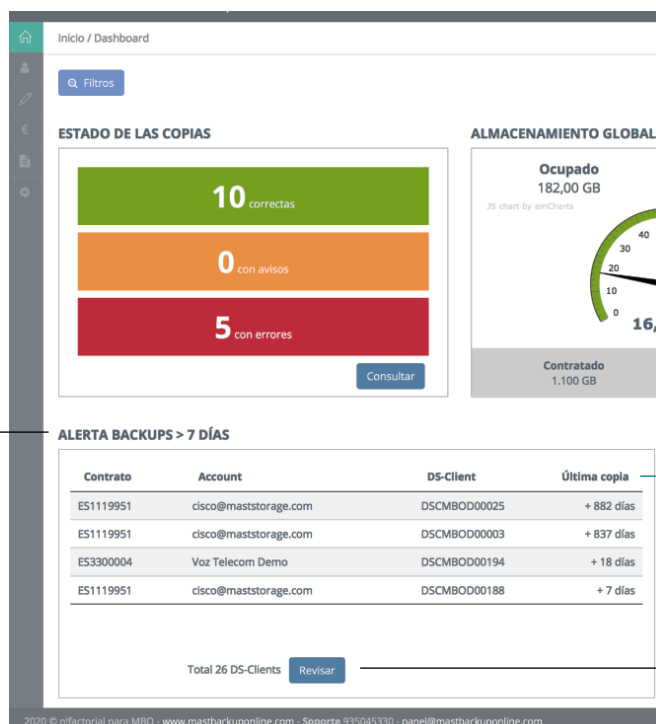 Inicio / Dashboard
Filtros
ESTADO DE LAS COPIAS
10 correctas
0 con avisos
5 con errores
Consultar
ALMACENAMIENTO GLOBAL
Ocupado
182,00 GB
JS chart by amCharts
40
30
20
10
0
16,
Contratado
1.100 GB
ALERTA BACKUPS > 7 DÍAS
Contrato Account DS-Client Última copia
ES1119951 cisco@maststorage.com DSCMBOD00025 + 882 días
ES1119951 cisco@maststorage.com DSCMBOD00003 + 837 días
ES3300004 Voz Telecom Demo DSCMBOD00194 + 18 días
ES1119951 cisco@maststorage.com DSCMBOD00188 + 7 días
Total 26 DS-Clients Revisar
2020 © olfactorial para MBO - www.mastbackuponline.com - Soporte 935045330 - panel@mastbackuponline.com